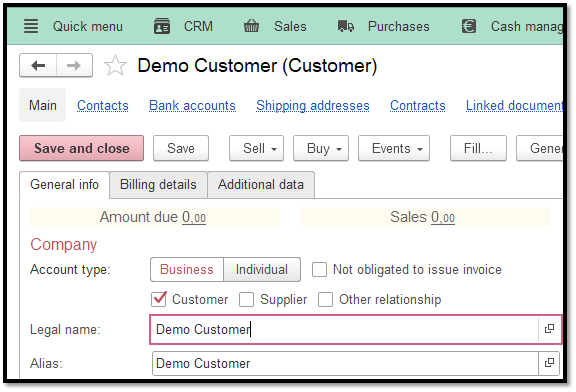 Quick menu CRM Sales Purchases Cash manag
Demo Customer (Customer)
Main Contacts Bank accounts Shipping addresses Contracts Linked document
Save and close Save Sell Buy Events Fill... Gener
General info Billing details Additional data
Amount due 0,00 Sales 0,00
Company
Account type: Business Individual Not obligated to issue invoice
Customer Supplier Other relationship
Legal name: Demo Customer
Alias: Demo Customer